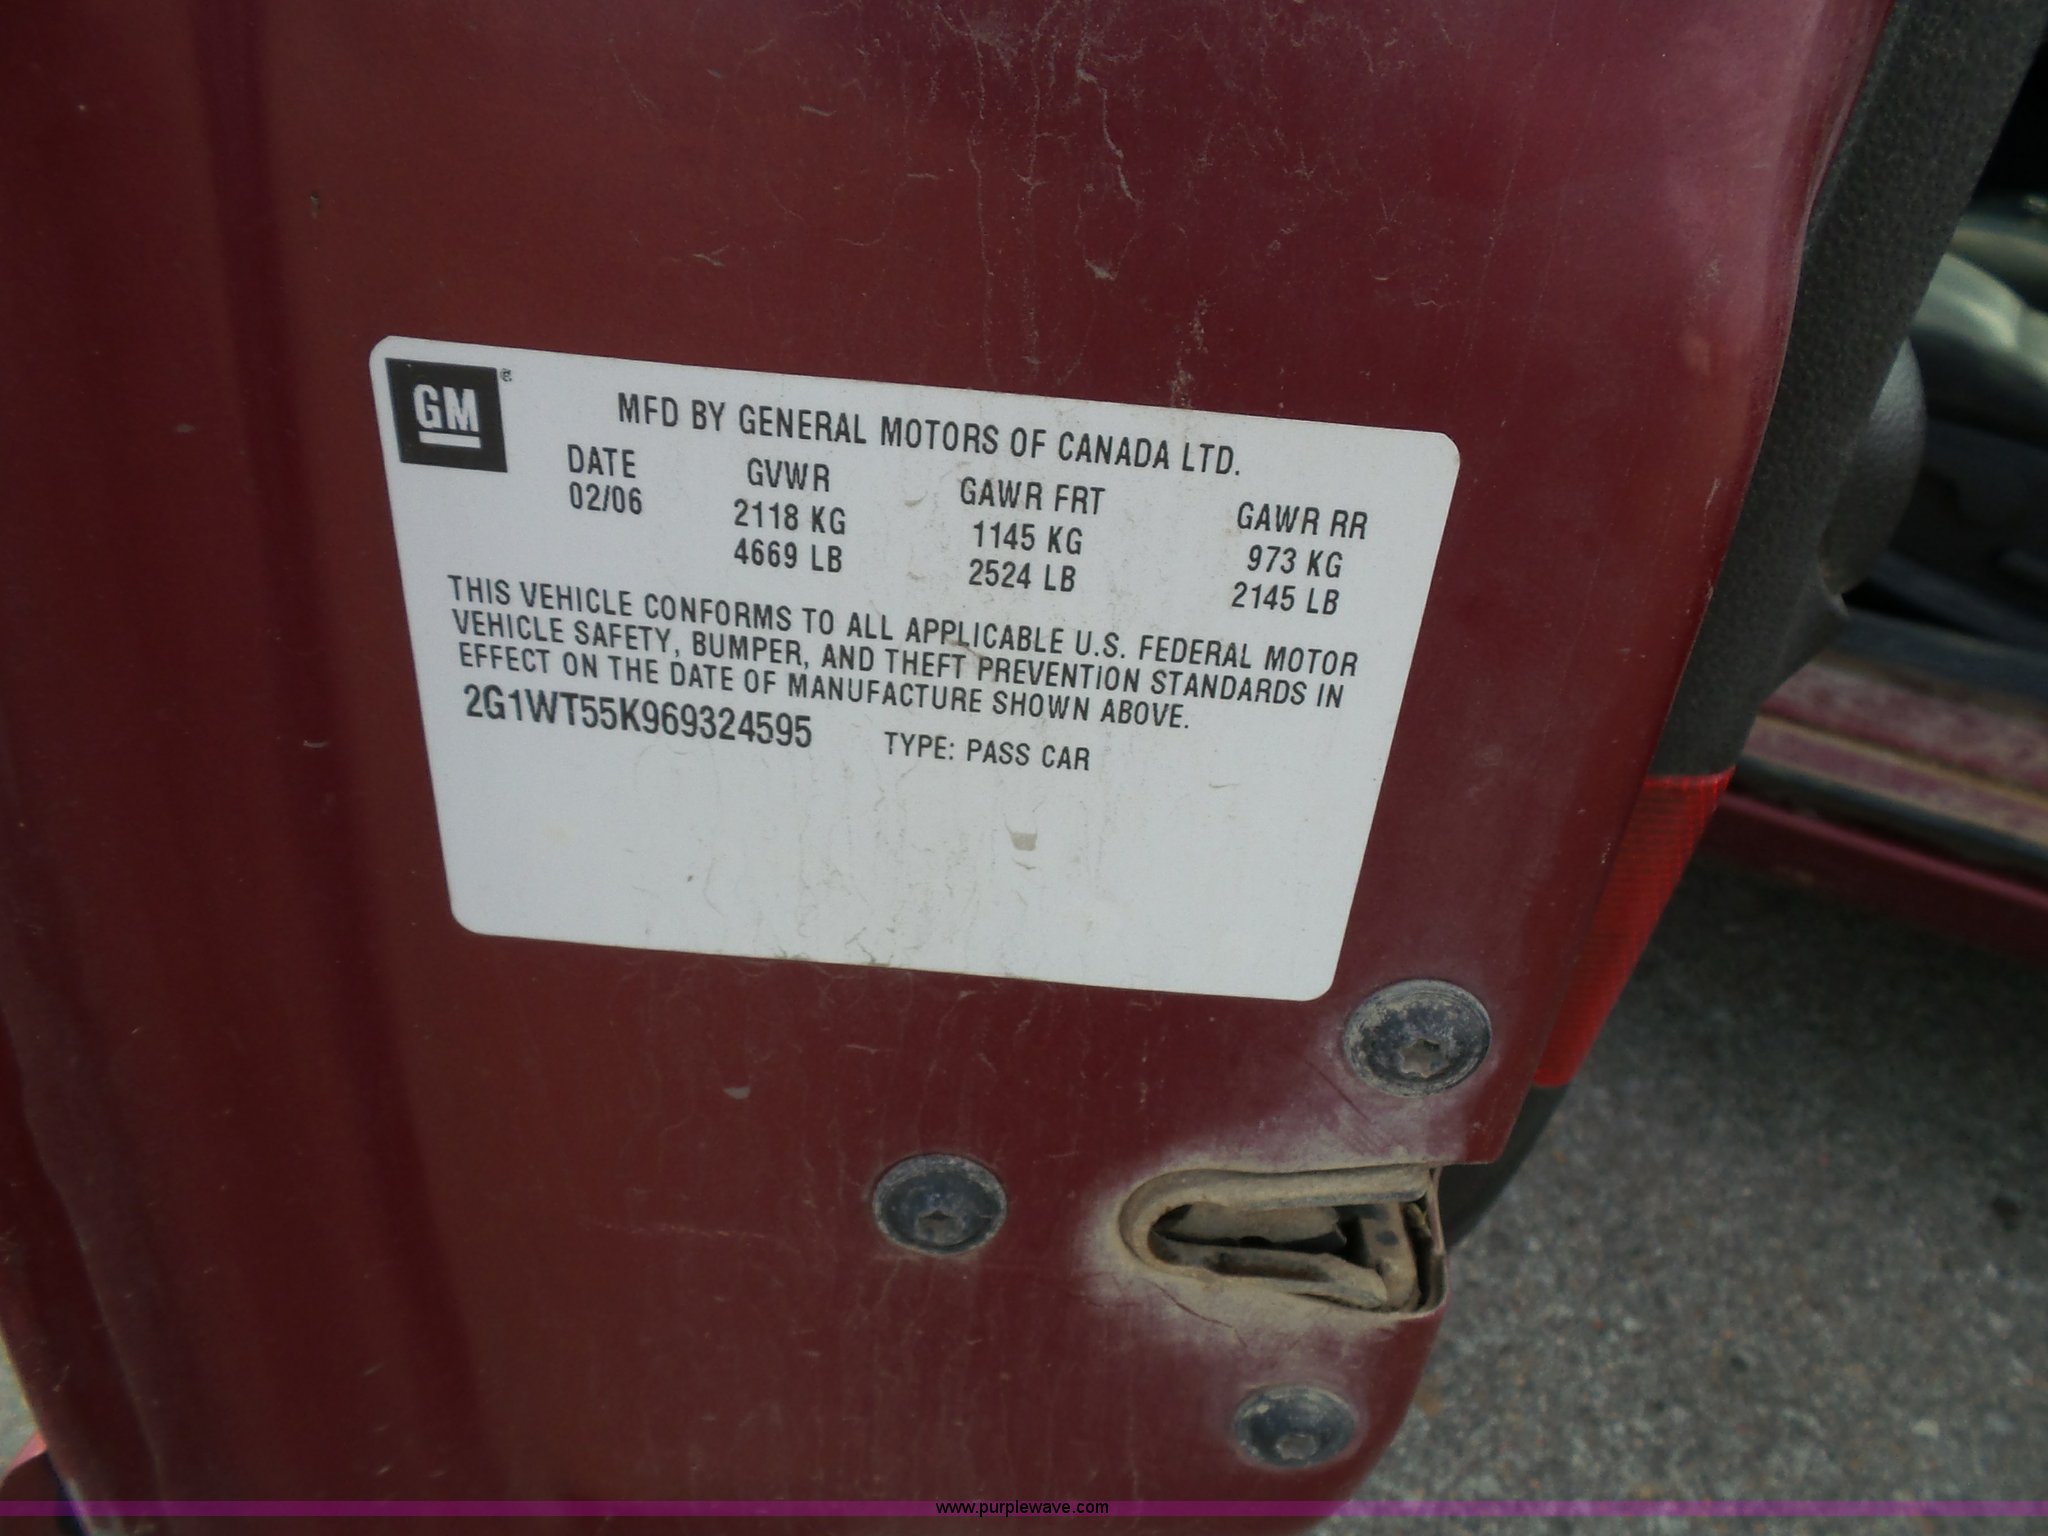 GM
MFD BY GENERAL MOTORS OF CANADA LTD.
DATE GVWR GAWR FRT GAWR RR
02/06 2118 KG 1145 KG 973 KG
4669 LB 2524 LB 2145 LB
THIS VEHICLE CONFORMS TO ALL APPLICABLE U.S. FEDERAL MOTOR
VEHICLE SAFETY, BUMPER, AND THEFT PREVENTION STANDARDS IN
EFFECT ON THE DATE OF MANUFACTURE SHOWN ABOVE.
2G1WT55K969324595 TYPE: PASS CAR
www.purplewave.com